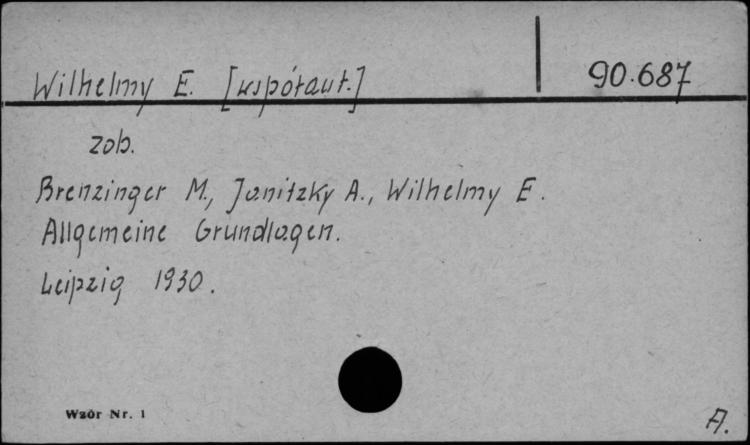 Wilhelmy E. [współaut.] 90.687
zob.
Brenzinger M., Janitzky A., Wilhelmy E.
Allgemeine Grundlagen.
Leipzig 1930.
Wzór Nr. 1
A.